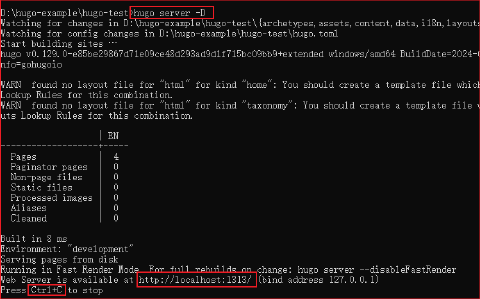 D:\hugo-example\hugo-test>hugo server -D
Watching for changes in D:\hugo-example\hugo-test\{archetypes,assets,content,data,i18n,layouts
Watching for config changes in D:\hugo-example\hugo-test\hugo.toml
Start building sites …
hugo v0.129.0-e85be29867d71e09ce48d293ad9d1f715bc09bb9+extended windows/amd64 BuildDate=2024-0
nfo=gohugoio

WARN  found no layout file for "html" for kind "home": You should create a template file which
Lookup Rules for this combination.
WARN  found no layout file for "html" for kind "taxonomy": You should create a template file w
uts Lookup Rules for this combination.

| EN
-------------------+-----
Pages | 4
Paginator pages | 0
Non-page files | 0
Static files | 0
Processed images | 0
Aliases | 0
Cleaned | 0

Built in 8 ms
Environment: "development"
Serving pages from disk
Running in Fast Render Mode. For full rebuilds on change: hugo server --disableFastRender
Web Server is available at http://localhost:1313/ (bind address 127.0.0.1)
Press Ctrl+C to stop